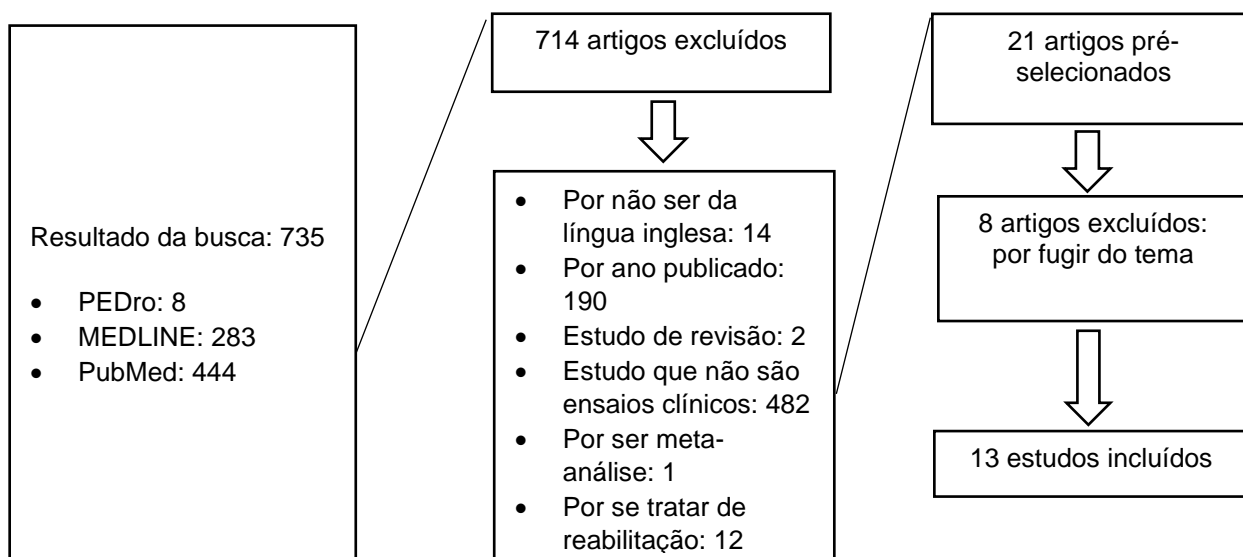 Resultado da busca: 735
• PEDro: 8
• MEDLINE: 283
• PubMed: 444
714 artigos excluídos
• Por não ser da
língua inglesa: 14
• Por ano publicado:
190
• Estudo de revisão: 2
• Estudo que não são
ensaios clínicos: 482
• Por ser meta-
análise: 1
• Por se tratar de
reabilitação: 12
21 artigos pré-
selecionados
8 artigos excluídos:
por fugir do tema
13 estudos incluídos